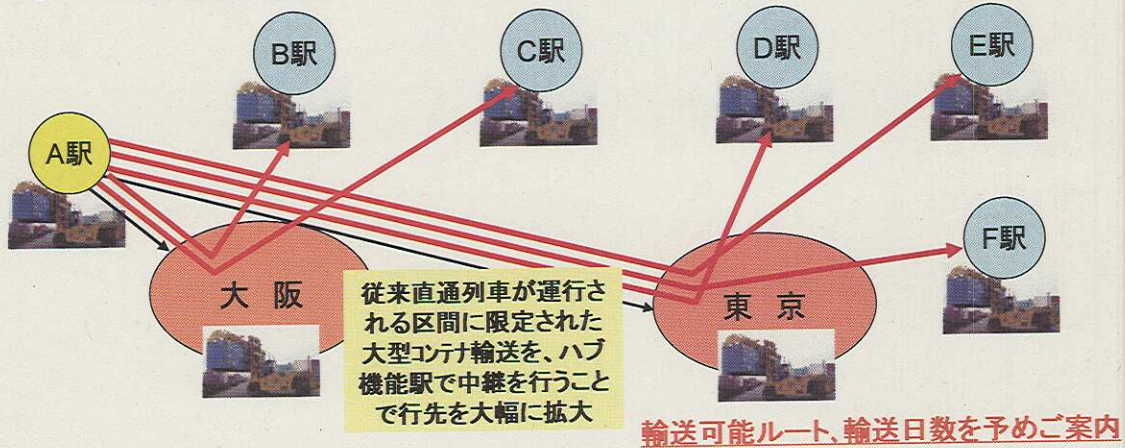 B駅
C駅
D駅
E駅
A駅
F駅
大 阪
従来直通列車が運行さ
れる区間に限定された
大型コンテナ輸送を、ハブ
機能駅で中継を行うこと
で行先を大幅に拡大
東 京
輸送可能ルート、輸送日数を予めご案内